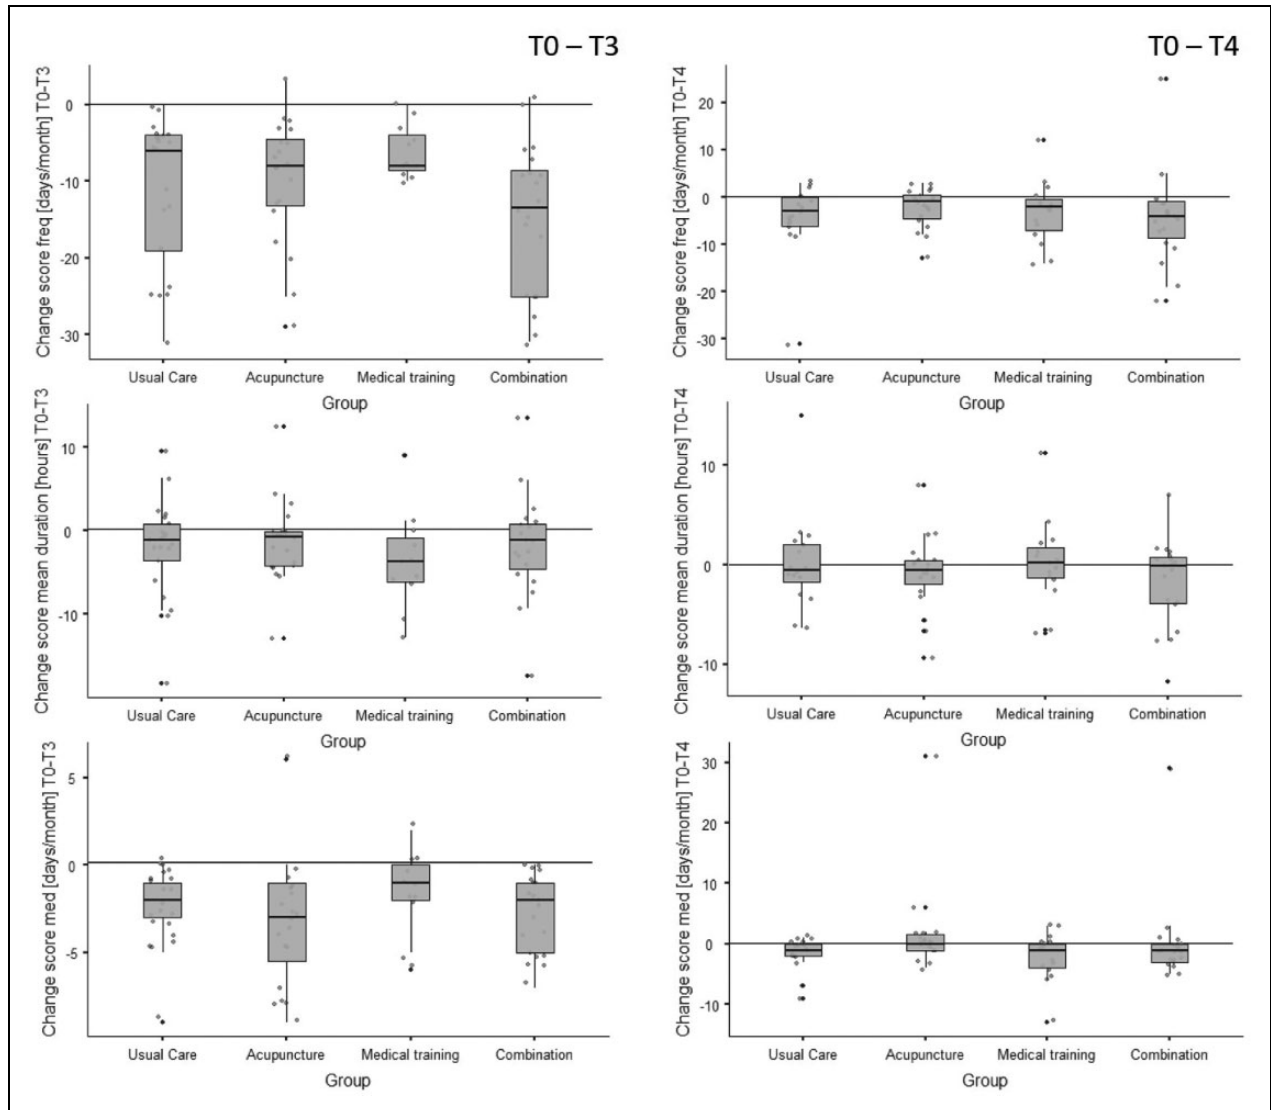 T0 – T3
Change score freq [days/month] T0-T3
0
-10
-20
-30
Usual Care Acupuncture Medical training Combination
Group
T0 – T4
Change score freq [days/month] T0-T4
20
10
0
-10
-20
-30
Usual Care Acupuncture Medical training Combination
Group
Change score mean duration [hours] T0-T3
10
0
-10
Usual Care Acupuncture Medical training Combination
Group
Change score mean duration [hours] T0-T4
10
0
-10
Usual Care Acupuncture Medical training Combination
Group
Change score med [days/month] T0-T3
5
0
-5
Usual Care Acupuncture Medical training Combination
Group
Change score med [days/month] T0-T4
30
20
10
0
-10
Usual Care Acupuncture Medical training Combination
Group